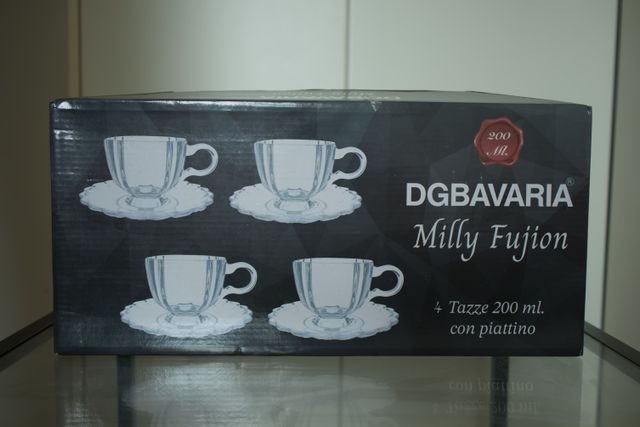 200
Ml.
DGBAVARIA®
Milly Fujion
4 Tazze 200 ml.
con piattino